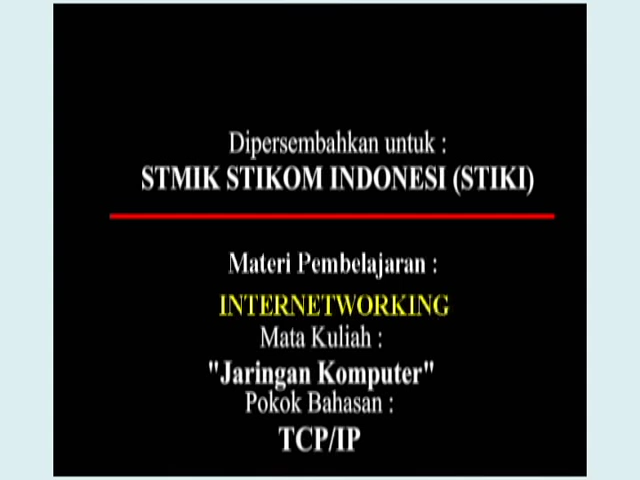 Dipersembahkan untuk :
STMIK STIKOM INDONESI (STIKI)
Materi Pembelajaran :
INTERNETWORKING
Mata Kuliah :
"Jaringan Komputer"
Pokok Bahasan :
TCP/IP